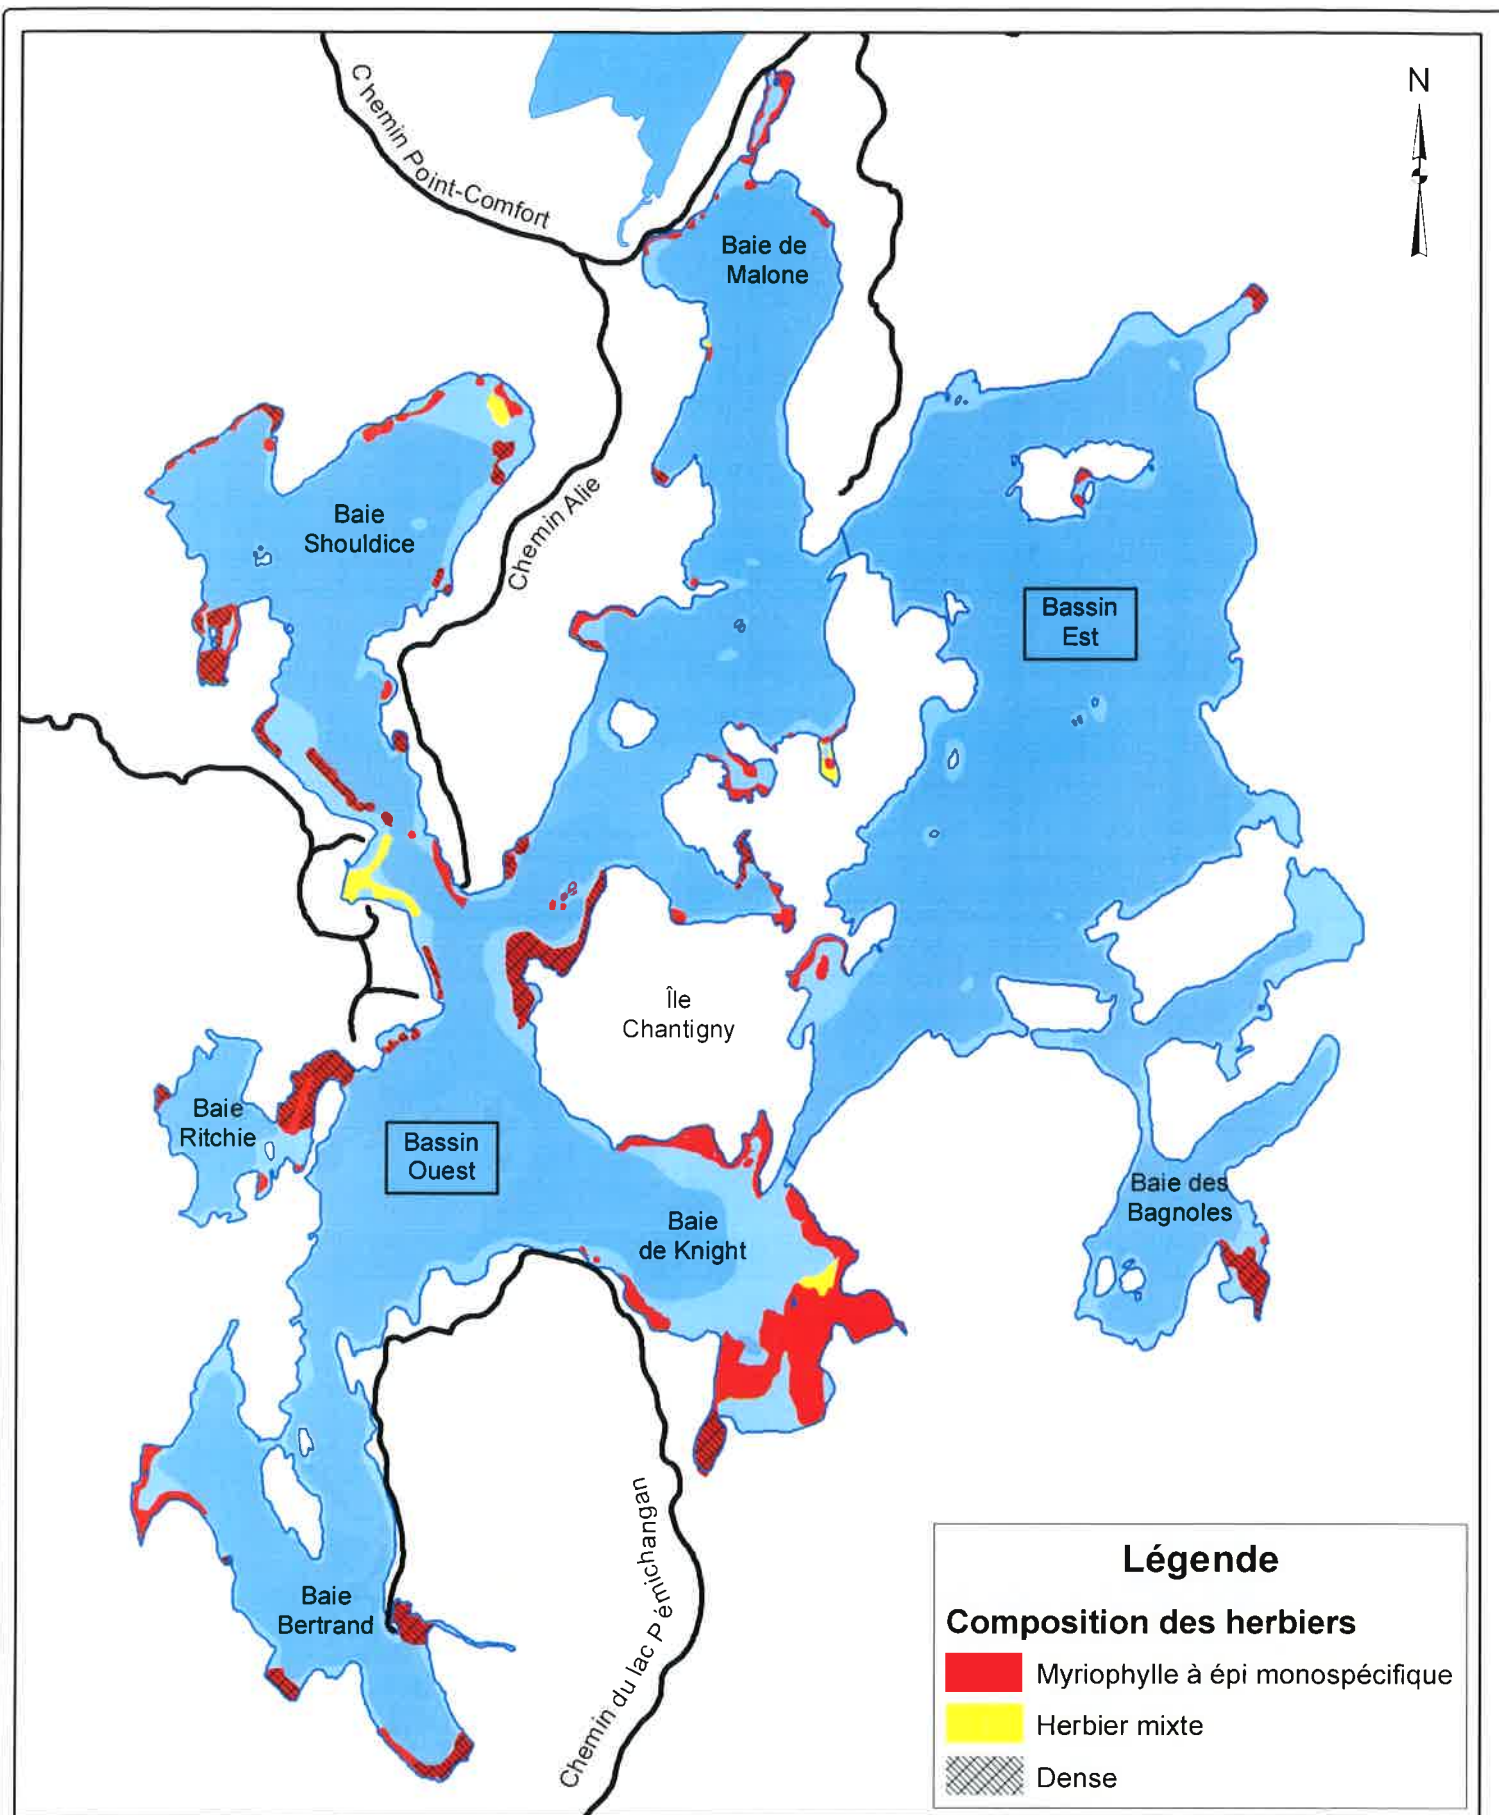 N
Chemin Point-Comfort
Baie de
Malone
Chemin Alie
Baie
Shouldice
Bassin
Est
Île
Chantigny
Baie
Ritchie
Bassin
Ouest
Baie
de Knight
Baie des
Bagnoles
Baie
Bertrand
Chemin du lac Pémichangan
Légende
Composition des herbiers
Myriophylle à épi monospécifique
Herbier mixte
Dense